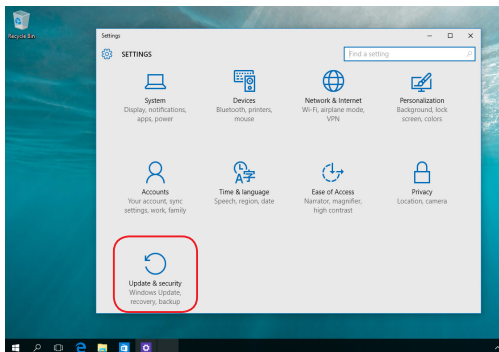 Recycle Bin
Settings
SETTINGS
Find a setting
System
Display, notifications,
apps, power
Devices
Bluetooth, printers,
mouse
Network & Internet
Wi-Fi, airplane mode,
VPN
Personalization
Background, lock
screen, colors
Accounts
Your account, sync
settings, work, family
Time & language
Speech, region, date
Ease of Access
Narrator, magnifier,
high contrast
Privacy
Location, camera
Update & security
Windows Update,
recovery, backup